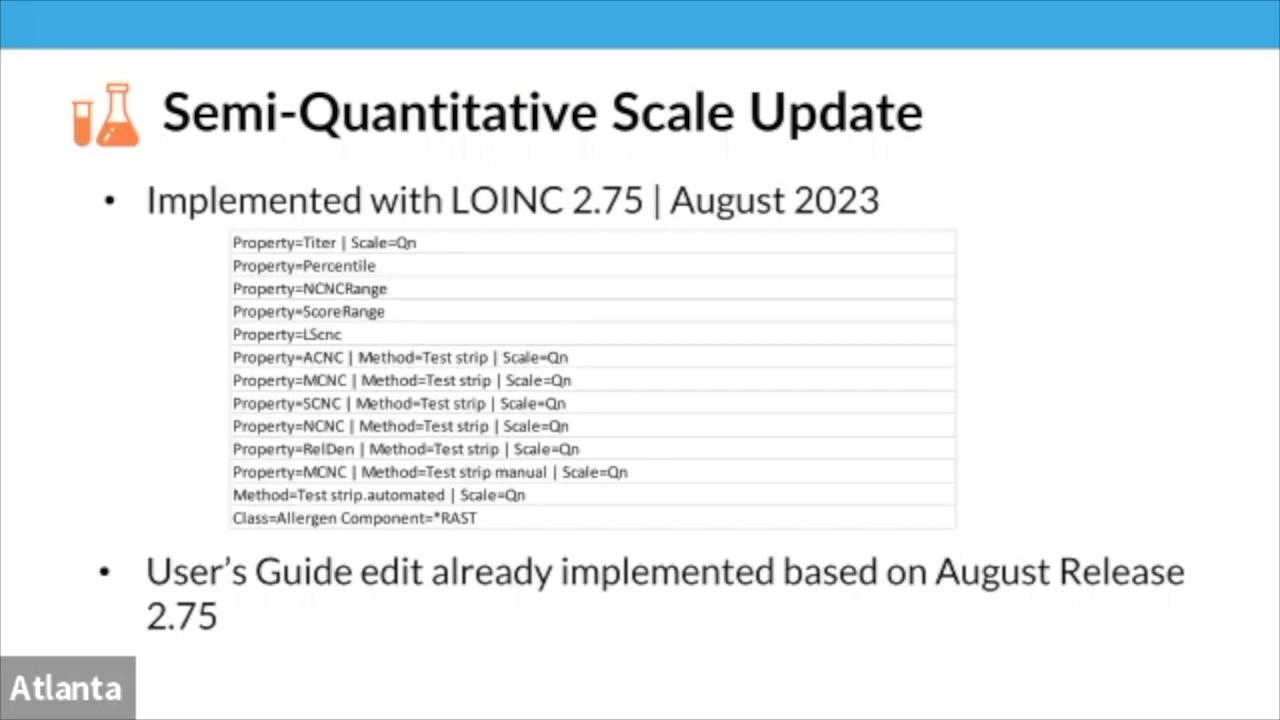 Semi-Quantitative Scale Update
• Implemented with LOINC 2.75 | August 2023
Property=Titer | Scale=Qn
Property=Percentile
Property=NCNCRange
Property=ScoreRange
Property=LScnc
Property=ACNC | Method=Test strip | Scale=Qn
Property=MCNC | Method=Test strip | Scale=Qn
Property=SCNC | Method=Test strip | Scale=Qn
Property=NCNC | Method=Test strip | Scale=Qn
Property=RelDen | Method=Test strip | Scale=Qn
Property=MCNC | Method=Test strip manual | Scale=Qn
Method=Test strip.automated | Scale=Qn
Class=Allergen Component=*RAST
• User’s Guide edit already implemented based on August Release
2.75
Atlanta